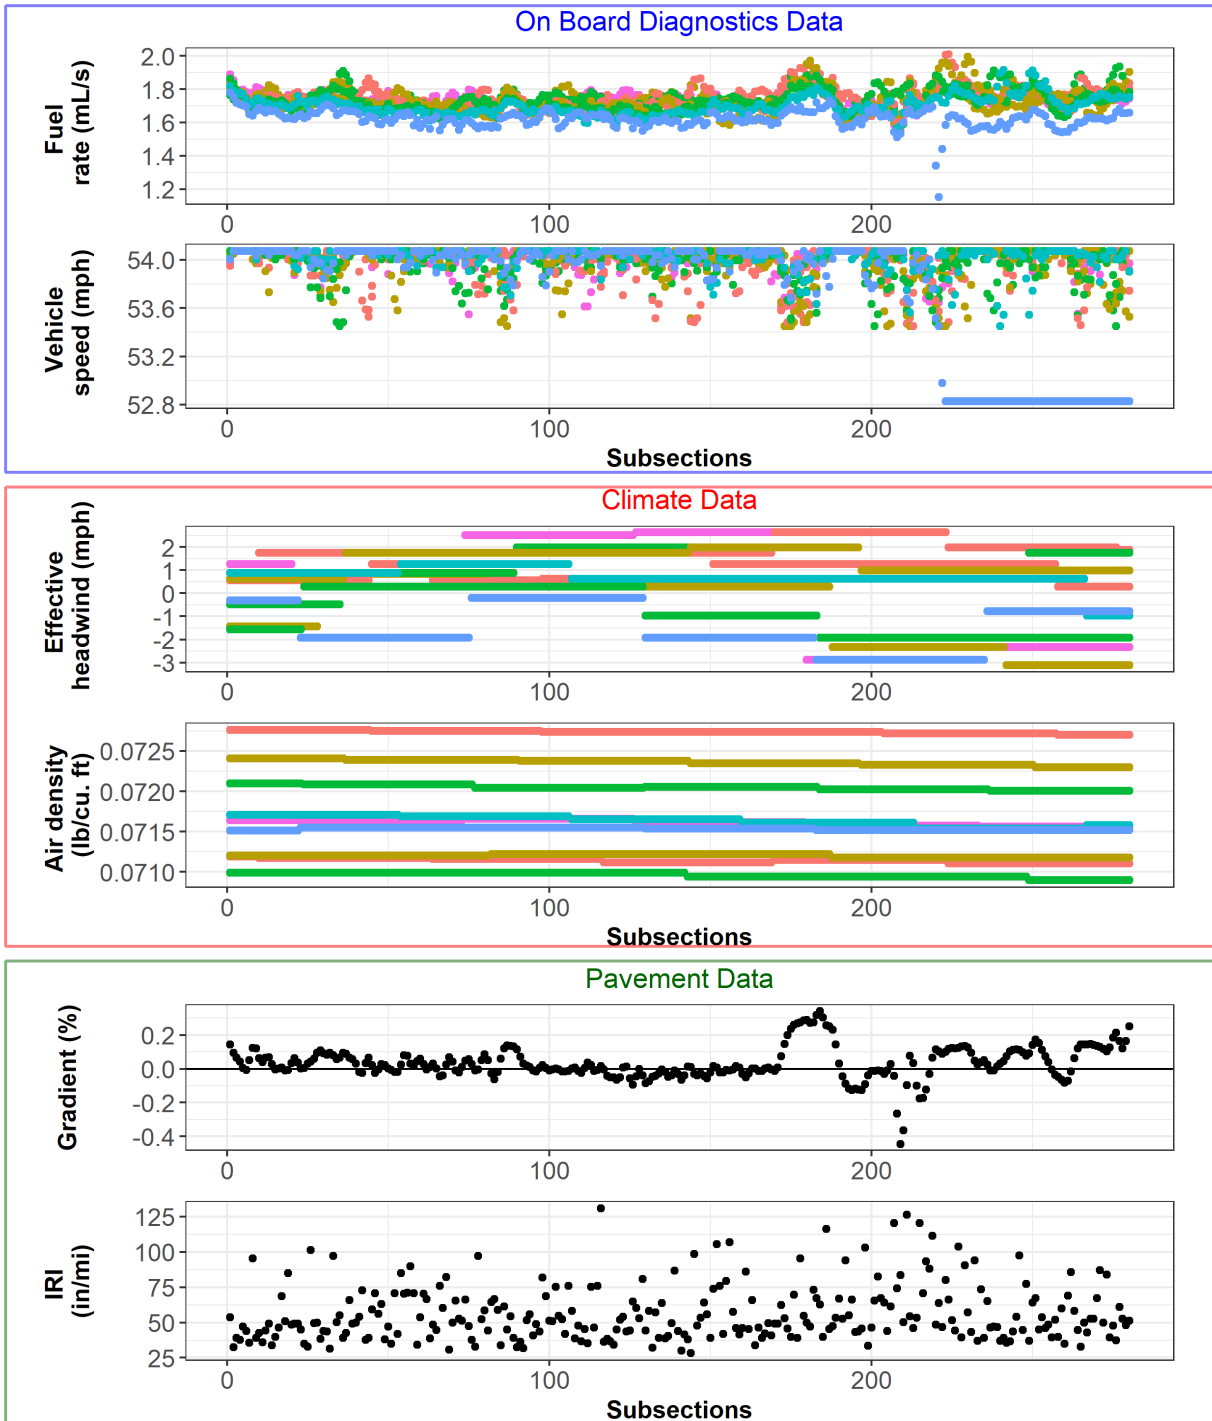 On Board Diagnostics Data
Fuel
rate (mL/s)
2.0
1.8
1.6
1.4
1.2
0
100
200
Vehicle
speed (mph)
54.0
53.6
53.2
52.8
0
100
200
Subsections
Climate Data
Effective
headwind (mph)
2
1
0
-1
-2
-3
0
100
200
Air density
(lb/cu. ft)
0.0725
0.0720
0.0715
0.0710
0
100
200
Subsections
Pavement Data
Gradient (%)
0.2
0.0
-0.2
-0.4
0
100
200
IRI
(in/mi)
125
100
75
50
25
0
100
200
Subsections